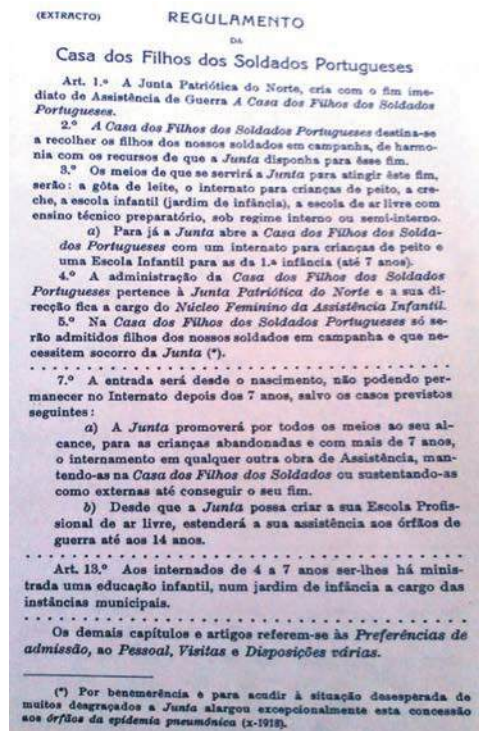 (EXTRACTO)
REGULAMENTO
DA
Casa dos Filhos dos Soldados Portugueses
Art. 1.º A Junta Patriótica do Norte, cria com o fim ime-
diato de Assistência de Guerra A Casa dos Filhos dos Soldados
Portugueses.
2.º A Casa dos Filhos dos Soldados Portugueses destina-se
a recolher os filhos dos nossos soldados em campanha, de harmo-
nia com os recursos de que a Junta disponha para êsse fim.
3.º Os meios de que se servirá a Junta para atingir êste fim,
serão: a gôta de leite, o internato para crianças de peito, a cre-
che, a escola infantil (jardim de infância), a escola de ar livre com
ensino técnico preparatório, sob regime interno ou semi-interno.
a) Para já a Junta abre a Casa dos Filhos dos Solda-
dos Portugueses com um internato para crianças de peito e
uma Escola Infantil para as da 1.ª infância (até 7 anos).
4.º A administração da Casa dos Filhos dos Soldados
Portugueses pertence à Junta Patriótica do Norte e a sua di-
recção fica a cargo do Núcleo Feminino da Assistência Infantil.
5.º Na Casa dos Filhos dos Soldados Portugueses só se-
rão admitidos filhos dos nossos soldados em campanha e que ne-
cessitem socorro da Junta (*).
7.º A entrada será desde o nascimento, não podendo per-
manecer no Internato depois dos 7 anos, salvo os casos previstos
seguintes:
a) A Junta promoverá por todos os meios ao seu al-
cance, para as crianças abandonadas e com mais de 7 anos,
o internamento em qualquer outra obra de Assistência, man-
tendo-as na Casa dos Filhos dos Soldados ou sustentando-as
como externas até conseguir o seu fim.
b) Desde que a Junta possa criar a sua Escola Profis-
sional de ar livre, estenderá a sua assistência aos órfãos de
guerra até aos 14 anos.
Art. 13.º Aos internados de 4 a 7 anos ser-lhes há minis-
trada uma educação infantil, num jardim de infância a cargo das
instâncias municipais.
Os demais capítulos e artigos referem-se às Preferências de
admissão, ao Pessoal, Visitas e Disposições várias.
(*) Por benemerência e para acudir à situação desesperada de
muitos desgraçados a Junta alargou excepcionalmente esta concessão
aos órfãos da epidemia pneumónica (x-1918).